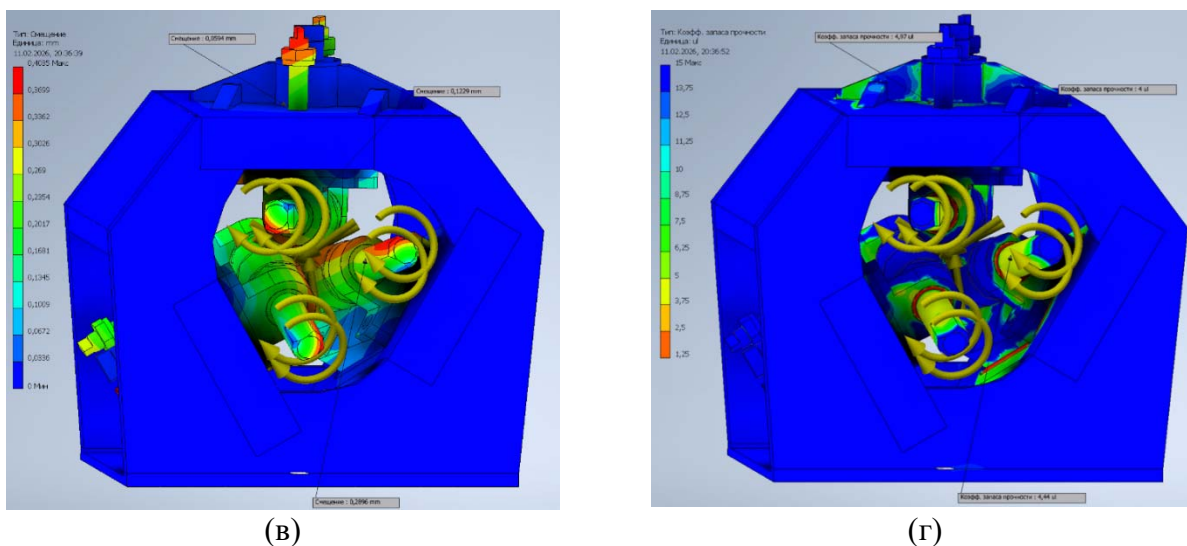 Тип: Смещение
Единица: mm
11.02.2026, 20:36:39
0,4035 Макс
0,3699
0,3362
0,3026
0,269
0,2354
0,2017
0,1681
0,1345
0,1009
0,0672
0,0336
0 Мин
Смещение : 0,0594 mm
Смещение : 0,1229 mm
Смещение : 0,2896 mm
(в)
Тип: Коэфф. запаса прочности
Единица: ul
11.02.2026, 20:36:52
15 Макс
13,75
12,5
11,25
10
8,75
7,5
6,25
5
3,75
2,5
1,25
Коэфф. запаса прочности : 4,97 ul
Коэфф. запаса прочности : 4 ul
Коэфф. запаса прочности : 4,44 ul
(г)